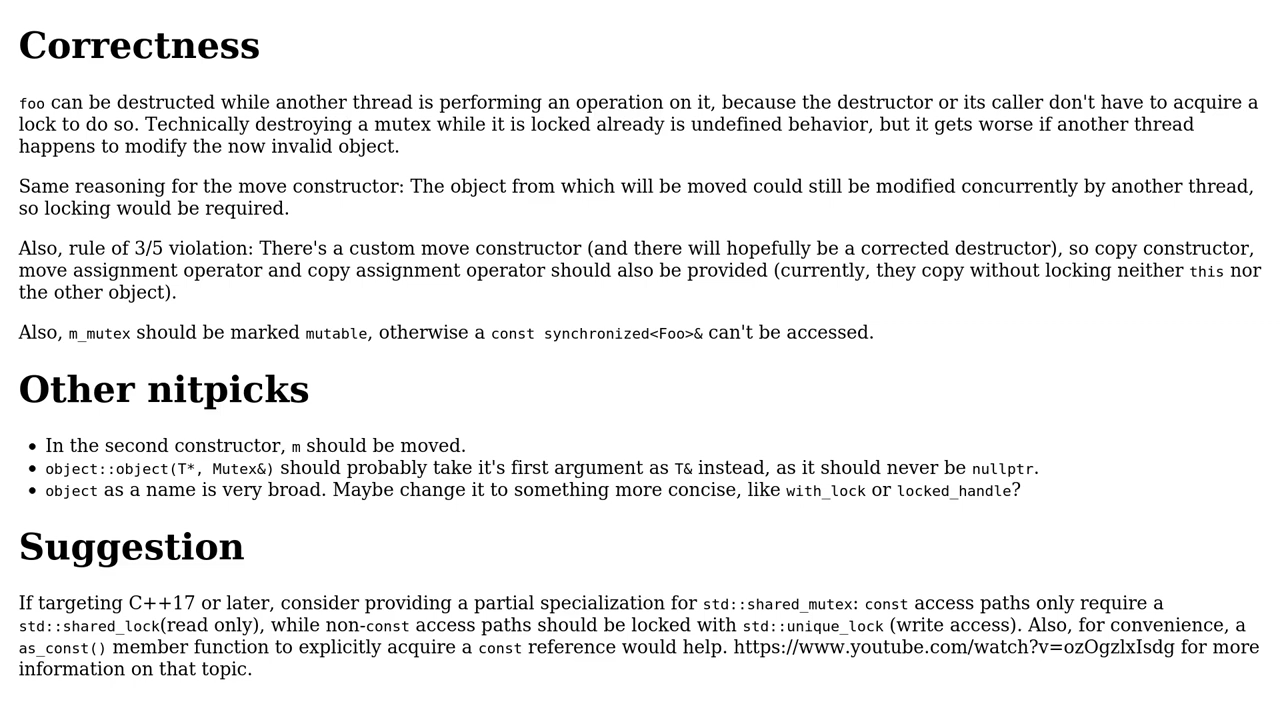 Correctness
foo can be destructed while another thread is performing an operation on it, because the destructor or its caller don't have to acquire a
lock to do so. Technically destroying a mutex while it is locked already is undefined behavior, but it gets worse if another thread
happens to modify the now invalid object.
Same reasoning for the move constructor: The object from which will be moved could still be modified concurrently by another thread,
so locking would be required.
Also, rule of 3/5 violation: There's a custom move constructor (and there will hopefully be a corrected destructor), so copy constructor,
move assignment operator and copy assignment operator should also be provided (currently, they copy without locking neither this nor
the other object).
Also, m_mutex should be marked mutable, otherwise a const synchronized<Foo>& can't be accessed.
Other nitpicks
• In the second constructor, m should be moved.
• object::object(T*, Mutex&) should probably take it's first argument as T& instead, as it should never be nullptr.
• object as a name is very broad. Maybe change it to something more concise, like with_lock or locked_handle?
Suggestion
If targeting C++17 or later, consider providing a partial specialization for std::shared_mutex: const access paths only require a
std::shared_lock(read only), while non-const access paths should be locked with std::unique_lock (write access). Also, for convenience, a
as_const() member function to explicitly acquire a const reference would help. https://www.youtube.com/watch?v=ozOgzlxIsdg for more
information on that topic.